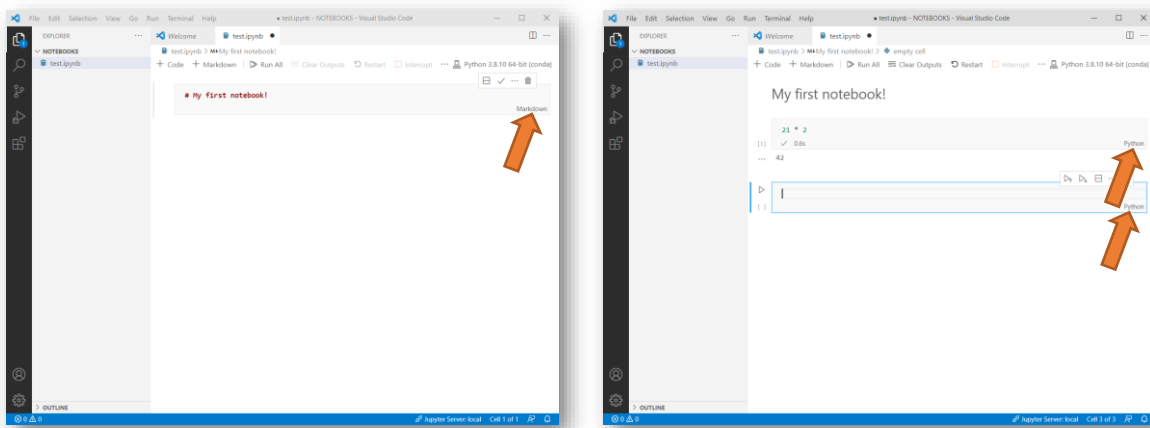 File Edit Selection View Go Run Terminal Help
● test.ipynb - NOTEBOOKS - Visual Studio Code
EXPLORER ···
NOTEBOOKS
test.ipynb
OUTLINE
Welcome
test.ipynb ●
test.ipynb > M↓ My first notebook!
+ Code + Markdown Run All Clear Outputs Restart Interrupt ··· Python 3.8.10 64-bit (conda)
# My first notebook!
Markdown
0 0
Jupyter Server: local Cell 1 of 1
File Edit Selection View Go Run Terminal Help
● test.ipynb - NOTEBOOKS - Visual Studio Code
EXPLORER ···
NOTEBOOKS
test.ipynb
OUTLINE
Welcome
test.ipynb ●
test.ipynb > M↓ My first notebook! > empty cell
+ Code + Markdown Run All Clear Outputs Restart Interrupt ··· Python 3.8.10 64-bit (conda)
My first notebook!
21 * 2
[1] ✓ 0.6s
Python
··· 42
[ ]
Python
0 0
Jupyter Server: local Cell 3 of 3